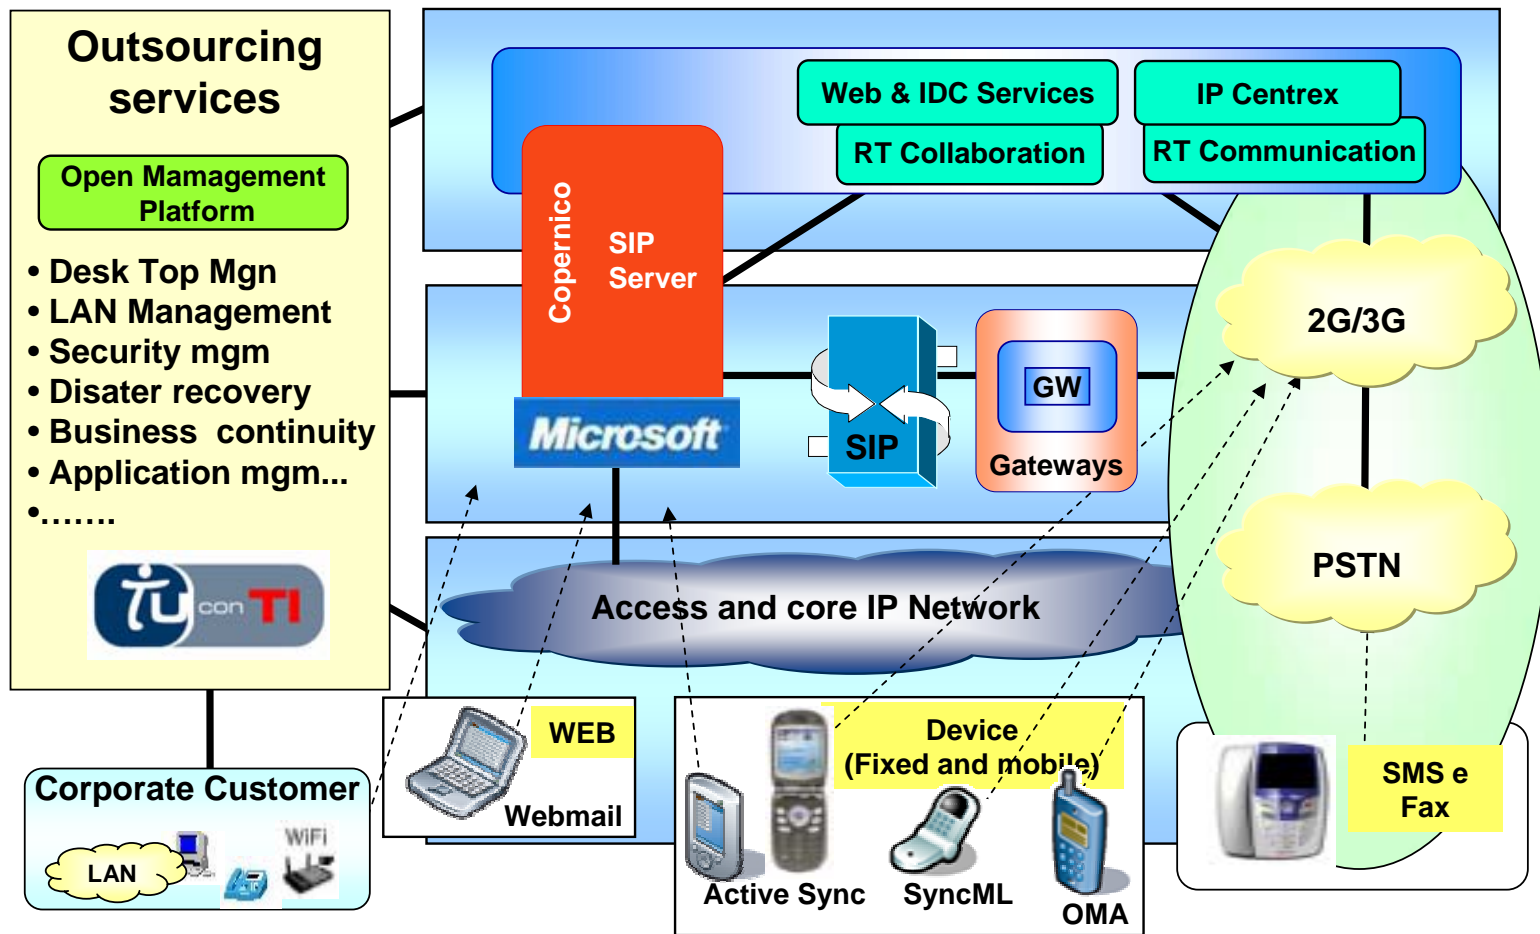 Outsourcing
services
Open Mamagement
Platform
• Desk Top Mgn
• LAN Management
• Security mgm
• Disater recovery
• Business continuity
• Application mgm...
•.......
TU con TI
Web & IDC Services
RT Collaboration
IP Centrex
RT Communication
Copernico
SIP
Server
Microsoft
SIP
GW
Gateways
2G/3G
PSTN
Access and core IP Network
Corporate Customer
LAN
WiFi
WEB
Webmail
Device
(Fixed and mobile)
Active Sync
SyncML
OMA
SMS e
Fax